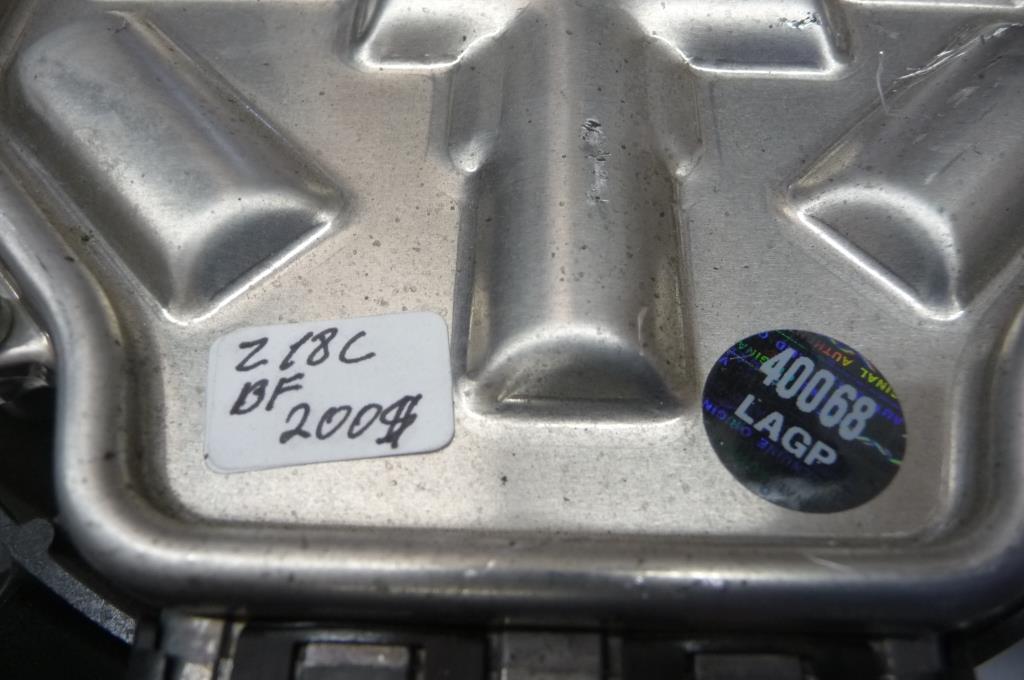 Z18C
BF
200$
40068
LAGP